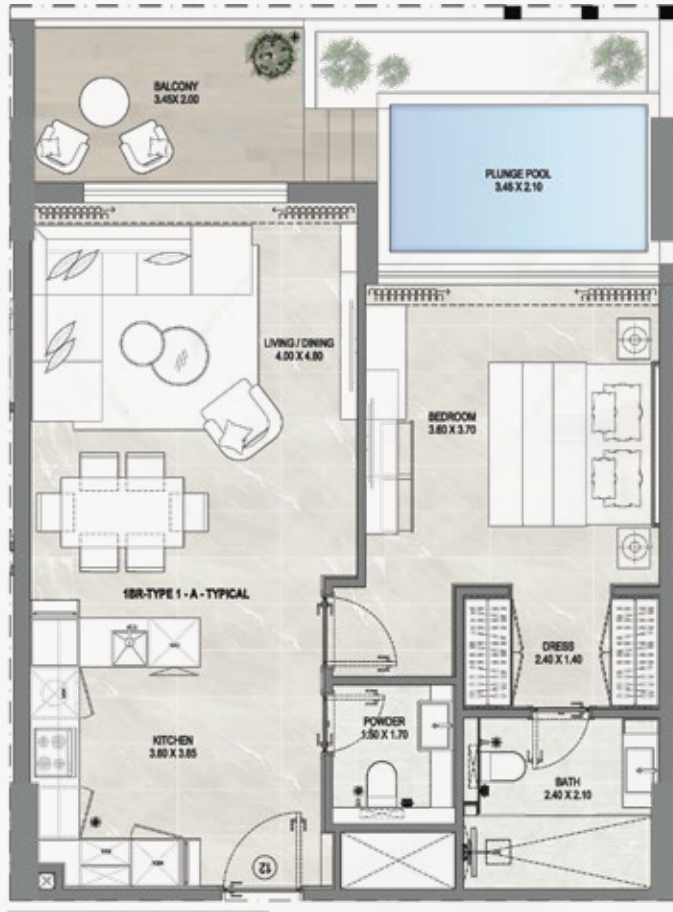 BALCONY
3.45X 2.00
PLUNGE POOL
3.45 X 2.10
LIVING / DINING
4.00 X 4.80
BEDROOM
3.60 X 3.70
1BR-TYPE 1 - A - TYPICAL
DRESS
2.40 X 1.40
POWDER
1.50 X 1.70
KITCHEN
3.60 X 3.85
BATH
2.40 X 2.10
12